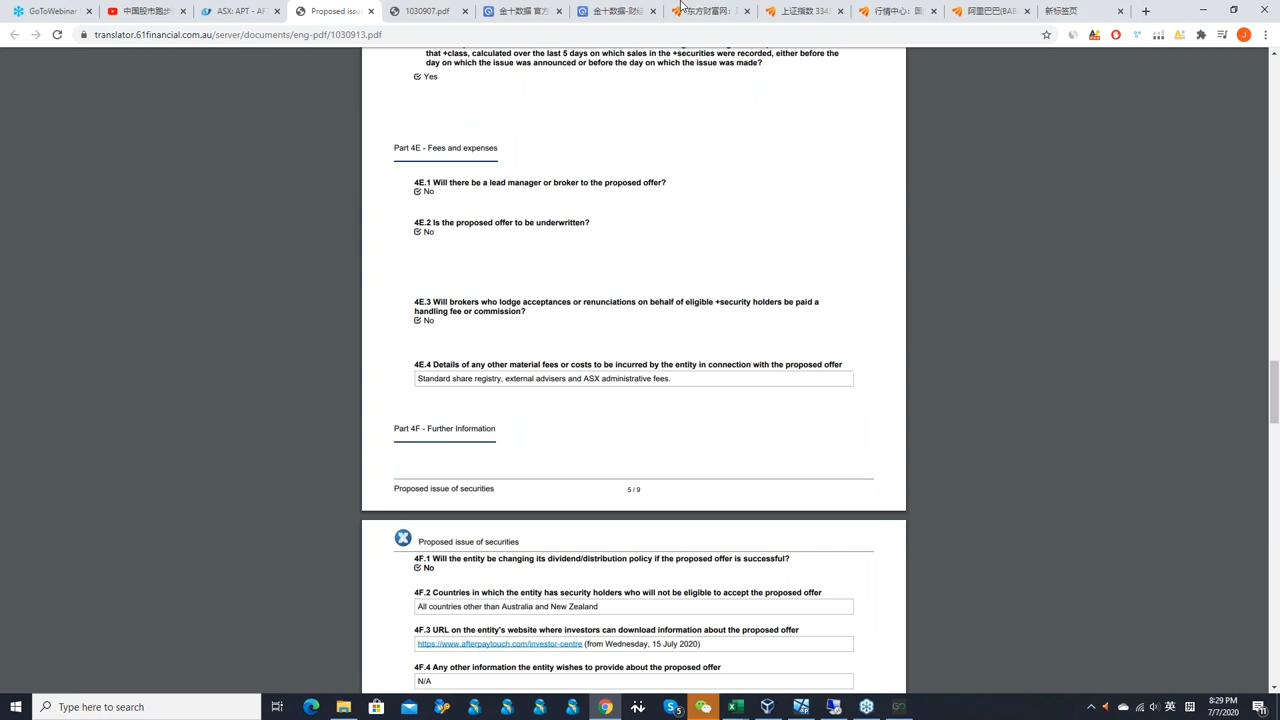 GoToWebinar
ASX: APT - AFT
1030913.pdf
translator.61financial.com.au/server/documents/eng-pdf/1030913.pdf
that +class, calculated over the last 5 days on which sales in the +securities were recorded, either before the
day on which the issue was announced or before the day on which the issue was made?
Yes
Part 4E - Fees and expenses
4E.1 Will there be a lead manager or broker to the proposed offer?
No
4E.2 Is the proposed offer to be underwritten?
No
4E.3 Will brokers who lodge acceptances or renunciations on behalf of eligible +security holders be paid a
handling fee or commission?
No
4E.4 Details of any other material fees or costs to be incurred by the entity in connection with the proposed offer
Standard share registry, external advisers and ASX administrative fees.
Part 4F - Further Information
Proposed issue of securities
5 / 9
Proposed issue of securities
4F.1 Will the entity be changing its dividend/distribution policy if the proposed offer is successful?
No
4F.2 Countries in which the entity has security holders who will not be eligible to accept the proposed offer
All countries other than Australia and New Zealand
4F.3 URL on the entity's website where investors can download information about the proposed offer
https://www.afterpaytouch.com/investor-centre (from Wednesday, 15 July 2020)
4F.4 Any other information the entity wishes to provide about the proposed offer
N/A
Type here to search
8:29 PM
7/7/2020